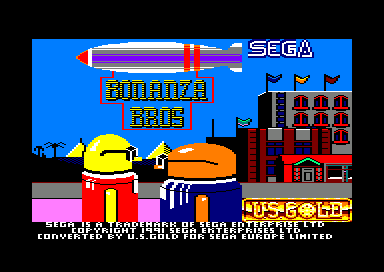 SEGA
BONANZA
BROS
U.S. GOLD
SEGA IS A TRADEMARK OF SEGA ENTERPRISE LTD
COPYRIGHT 1991 SEGA ENTERPRISES LTD.
CONVERTED BY U.S.GOLD FOR SEGA EUROPE LIMITED